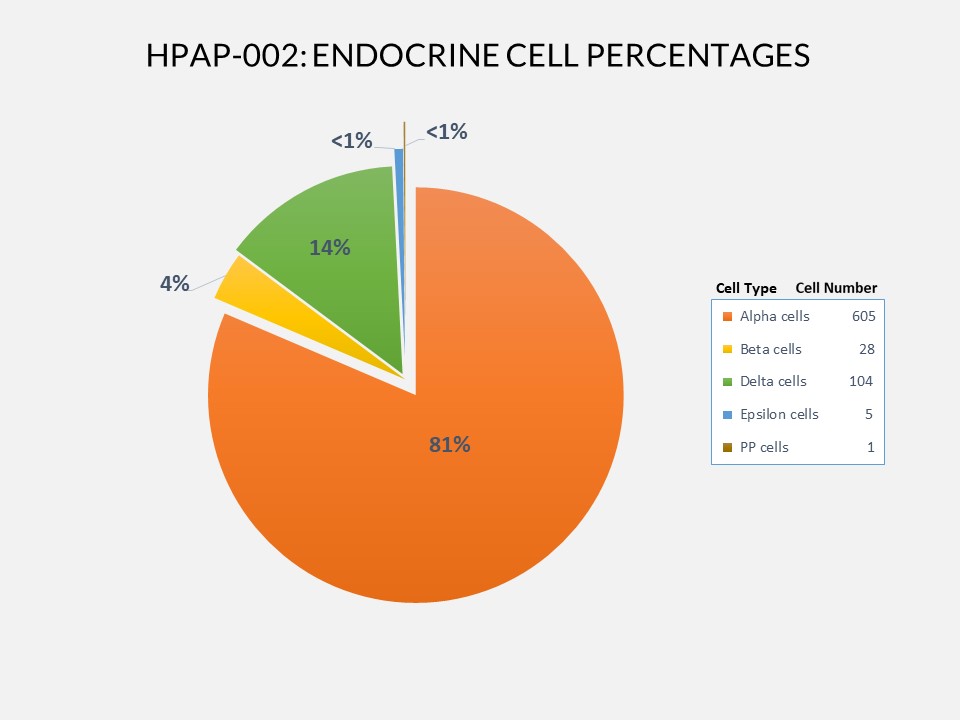 HPAP-002: ENDOCRINE CELL PERCENTAGES
<1%
<1%
14%
4%
81%
Cell Type Cell Number
Alpha cells 605
Beta cells 28
Delta cells 104
Epsilon cells 5
PP cells 1